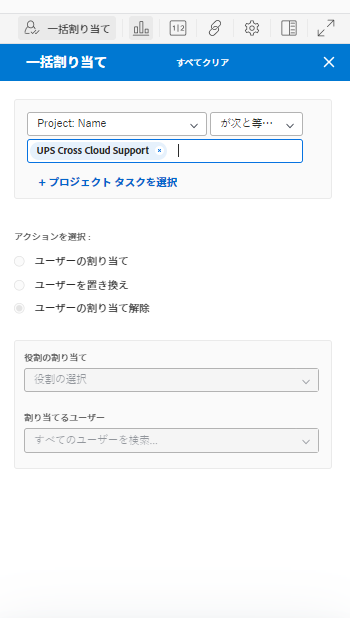 一括割り当て
一括割り当て すべてクリア
Project: Name が次と等…
UPS Cross Cloud Support ×
+ プロジェクト タスクを選択
アクションを選択 :
ユーザーの割り当て
ユーザーを置き換え
ユーザーの割り当て解除
役割の割り当て
役割の選択
割り当てるユーザー
すべてのユーザーを検索...